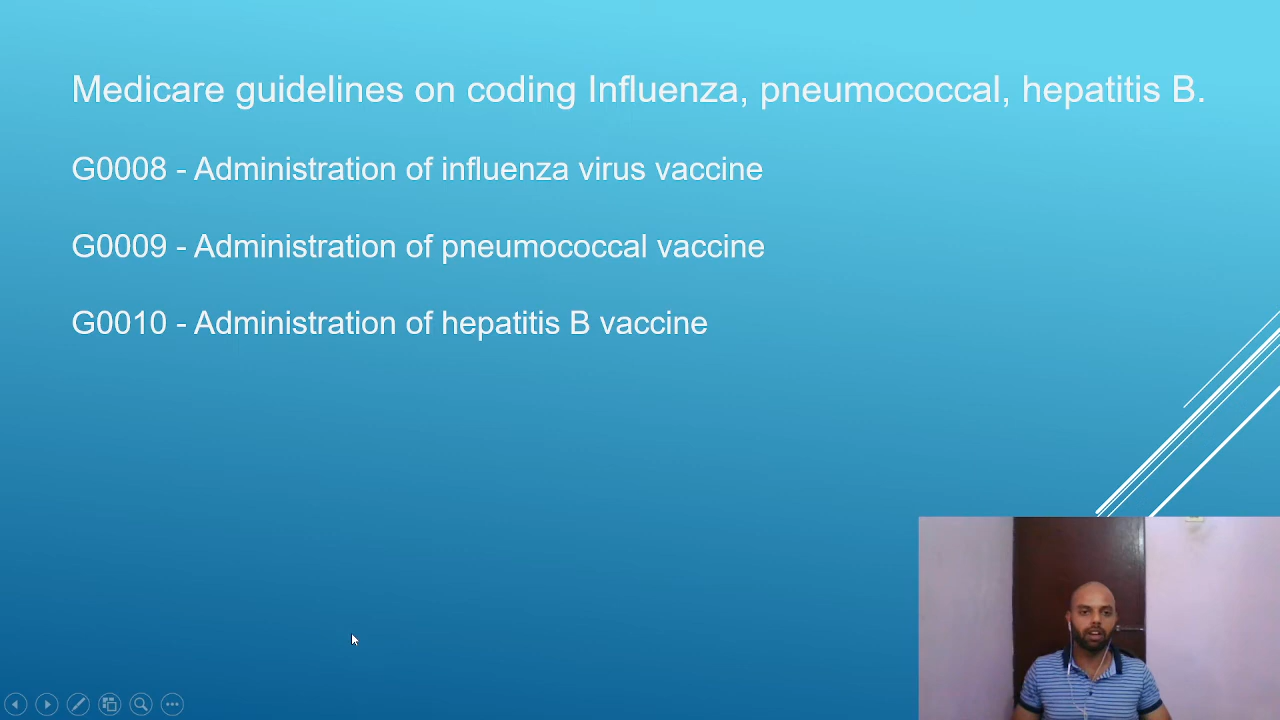 Medicare guidelines on coding Influenza, pneumococcal, hepatitis B.
G0008 - Administration of influenza virus vaccine
G0009 - Administration of pneumococcal vaccine
G0010 - Administration of hepatitis B vaccine